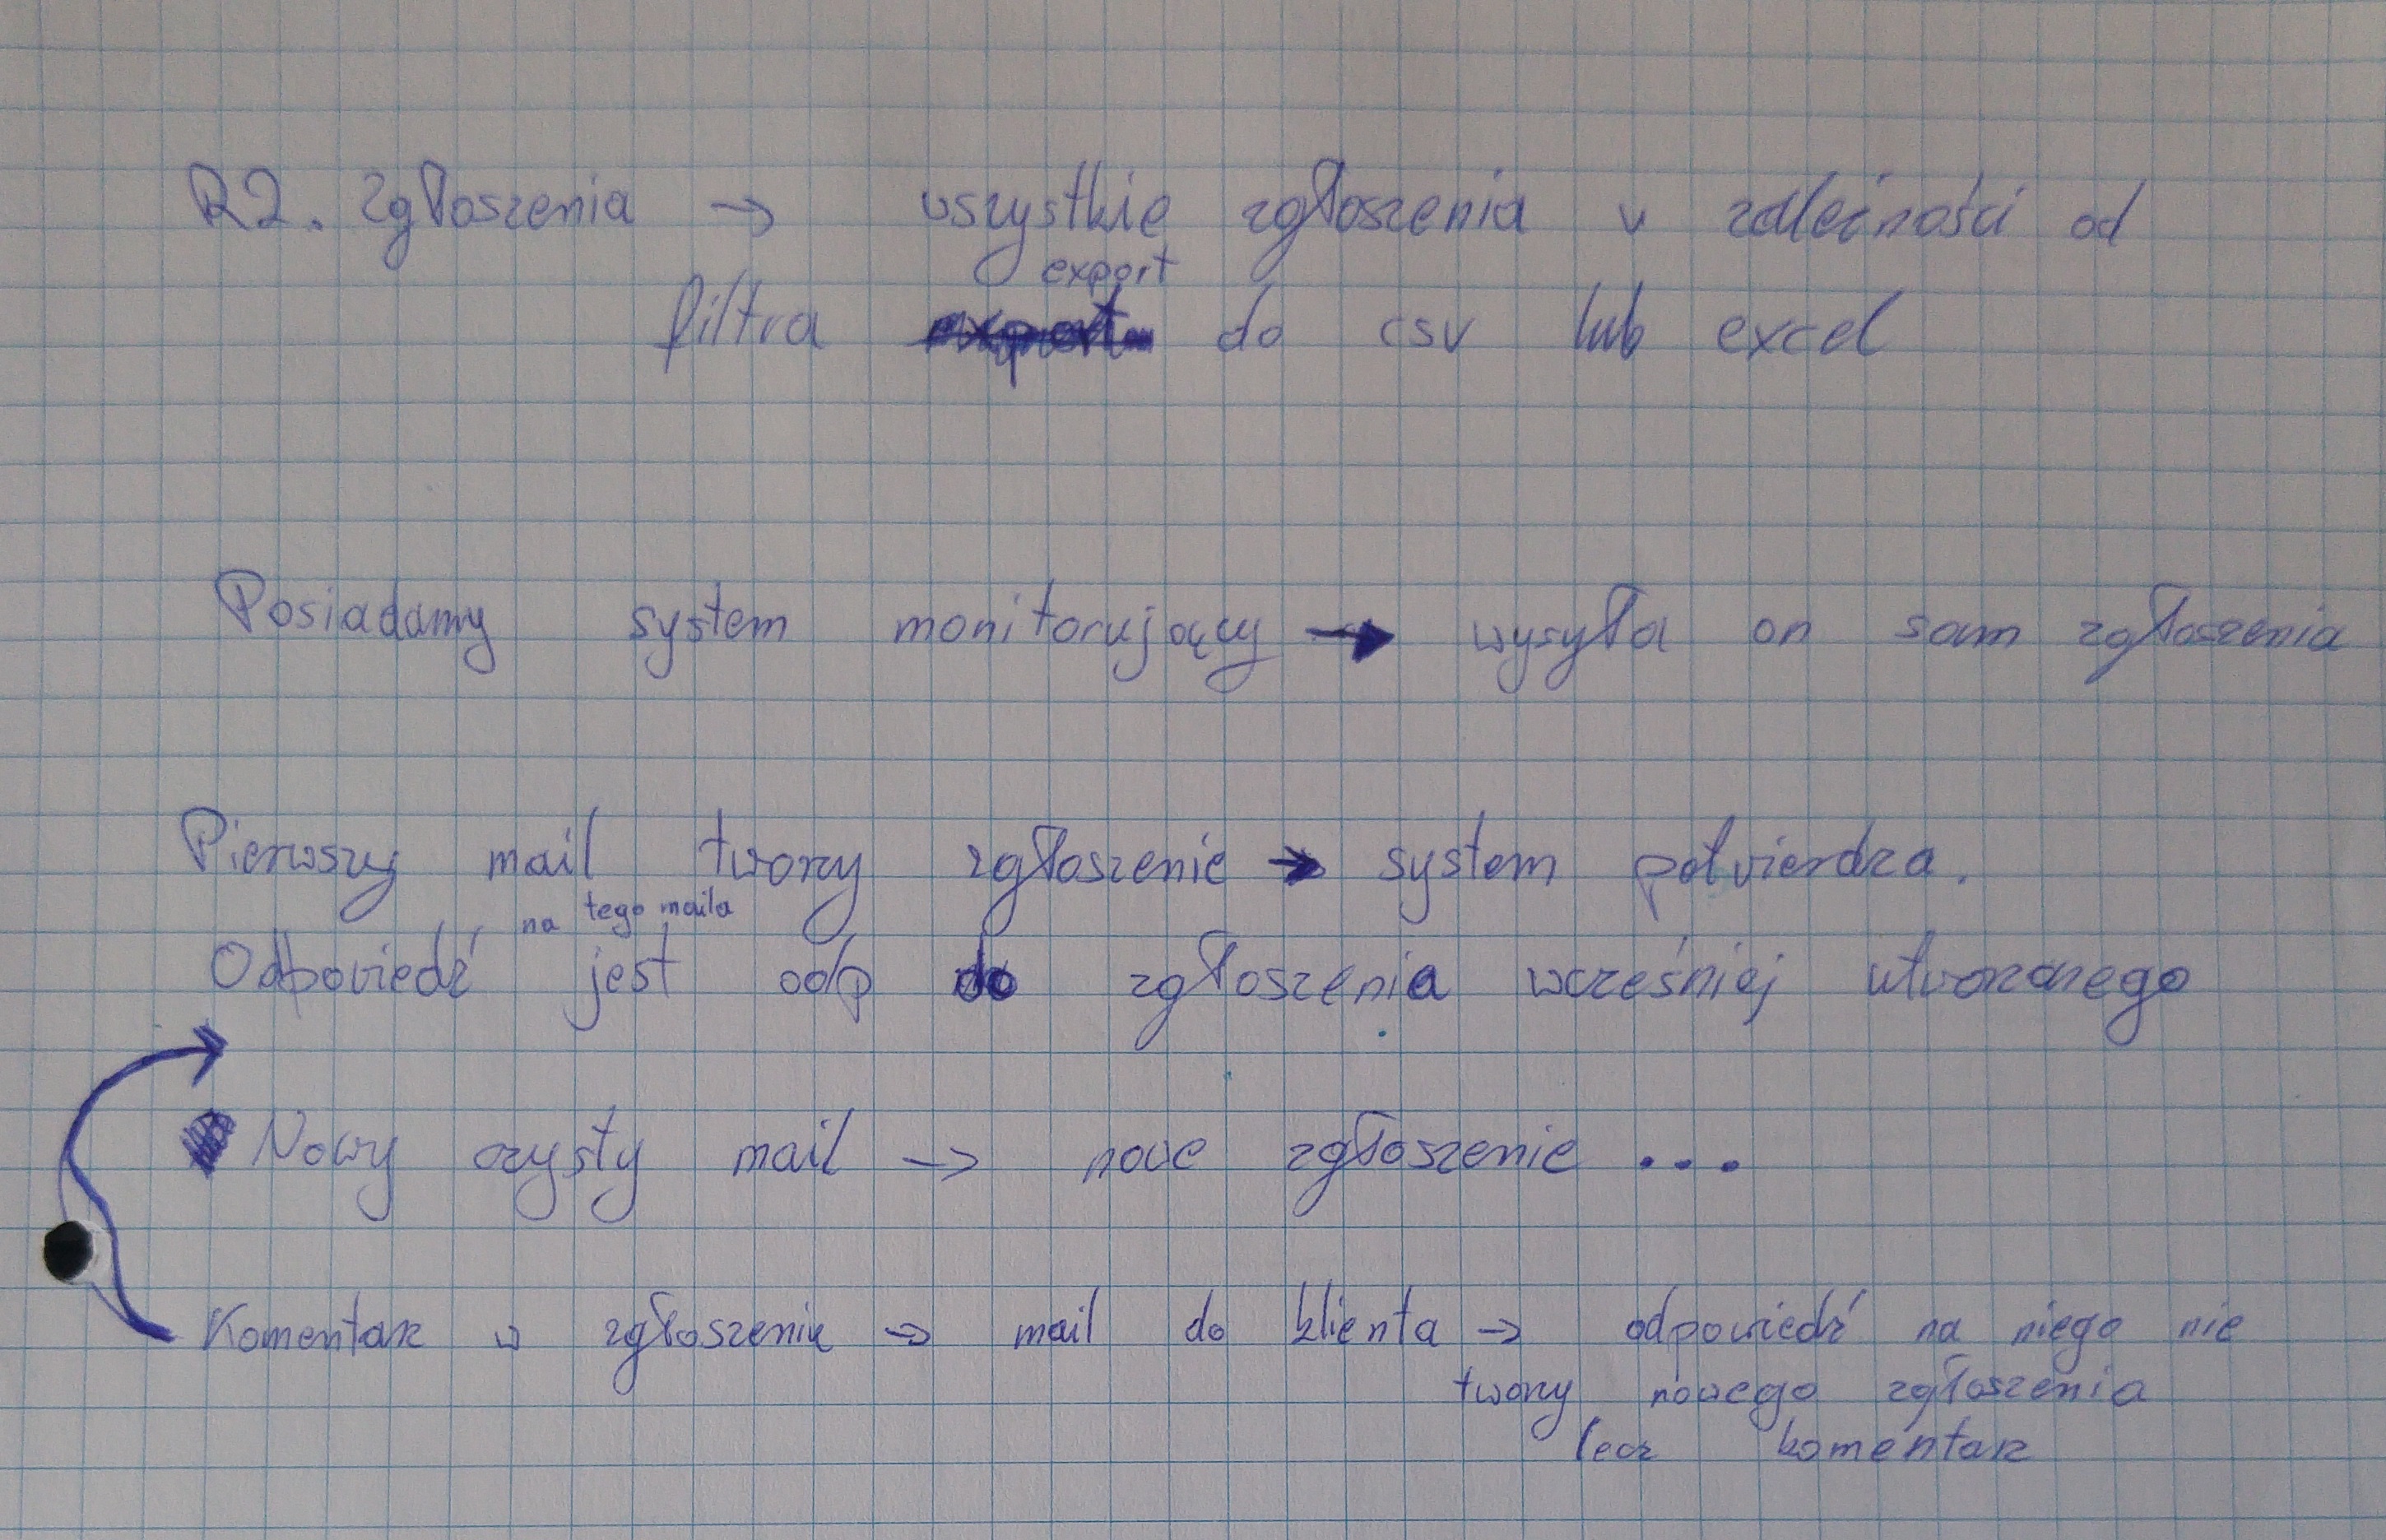 R2. Zgłoszenia → wszystkie zgłoszenia w zależności od
export
filtra do csv lub excel
Posiadamy system monitorujący → wysyła on sam zgłoszenia
Pierwszy mail tworzy zgłoszenie → system potwierdza.
na tego maila
Odpowiedź jest odp do zgłoszenia wcześniej utworzonego
Nowy czysty mail → nowe zgłoszenie ...
Komentarz w zgłoszeniu → mail do klienta → odpowiedź na niego nie
tworzy nowego zgłoszenia
lecz komentarz